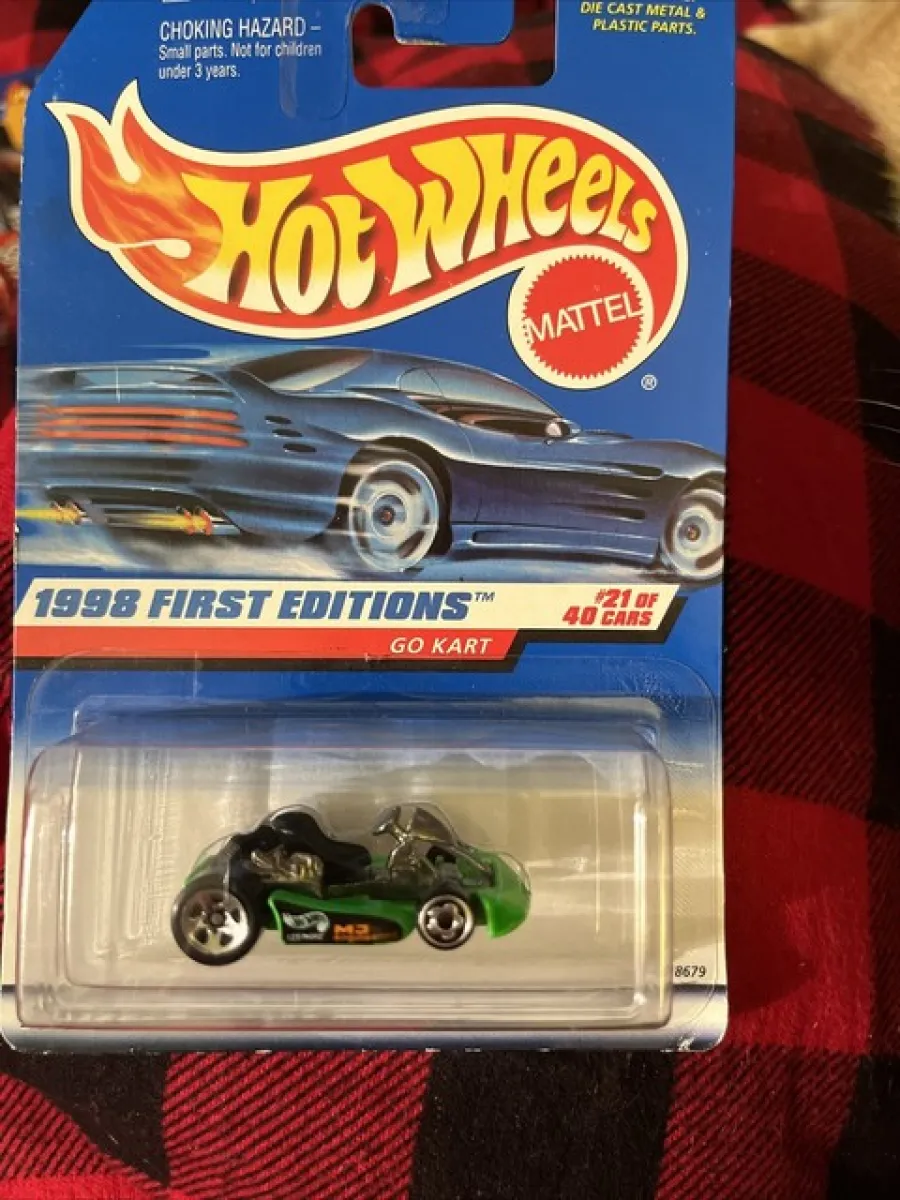 CHOKING HAZARD –
Small parts. Not for children
under 3 years.
DIE CAST METAL &
PLASTIC PARTS.
HOT WHEELS
MATTEL
®
1998 FIRST EDITIONS™
#21 OF
40 CARS
GO KART
M2
8679